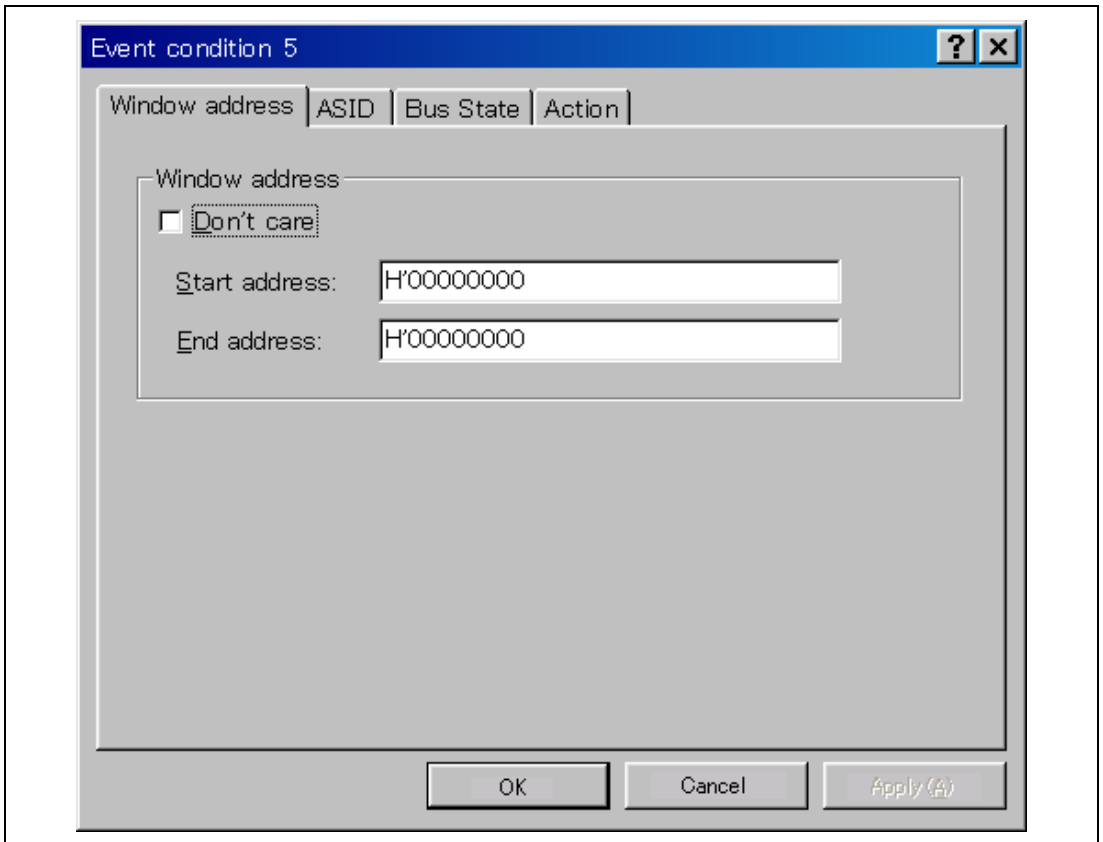 Event condition 5
Window address ASID Bus State Action
Window address
Don't care
Start address: H'00000000
End address: H'00000000
OK Cancel Apply(A)